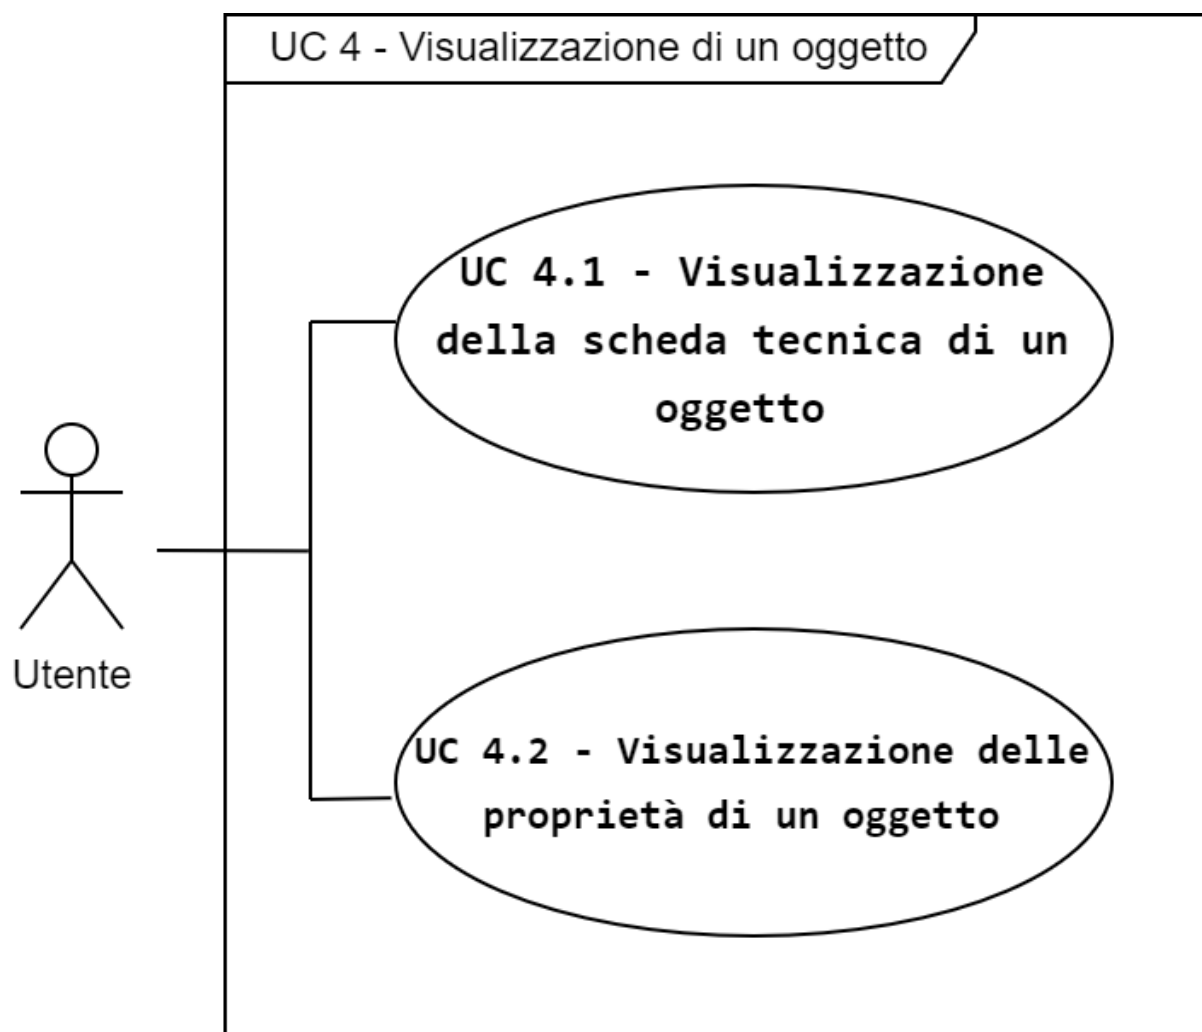 UC 4 - Visualizzazione di un oggetto
UC 4.1 - Visualizzazione
della scheda tecnica di un
oggetto
Utente
UC 4.2 - Visualizzazione delle
proprietà di un oggetto